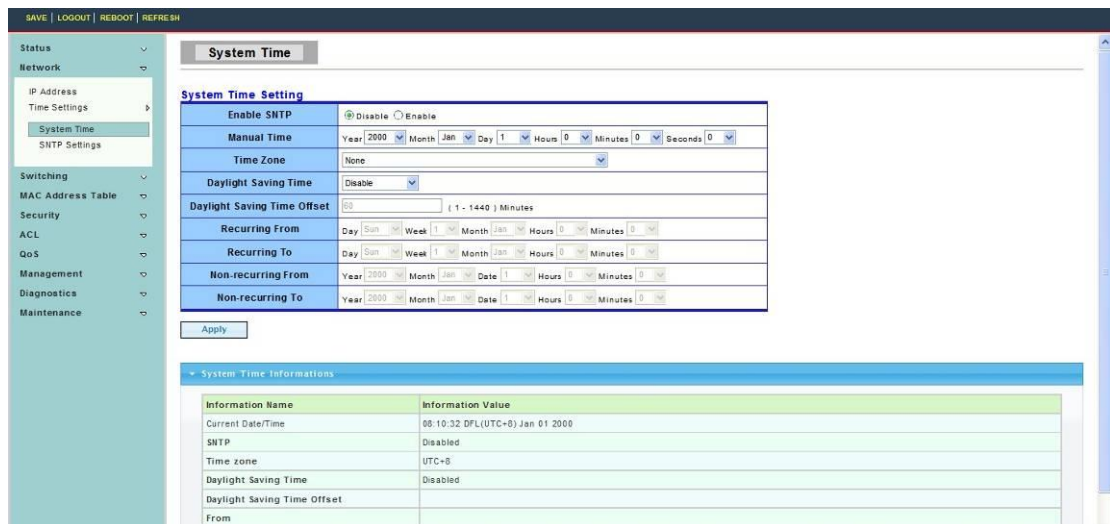 SAVE | LOGOUT | REBOOT | REFRESH
Status
Network
IP Address
Time Settings
System Time
SNTP Settings
Switching
MAC Address Table
Security
ACL
QoS
Management
Diagnostics
Maintenance
System Time
System Time Setting
Enable SNTP Disable Enable
Manual Time Year 2000 Month Jan Day 1 Hours 0 Minutes 0 Seconds 0
Time Zone None
Daylight Saving Time Disable
Daylight Saving Time Offset 60 ( 1 - 1440 ) Minutes
Recurring From Day Sun Week 1 Month Jan Hours 0 Minutes 0
Recurring To Day Sun Week 1 Month Jan Hours 0 Minutes 0
Non-recurring From Year 2000 Month Jan Date 1 Hours 0 Minutes 0
Non-recurring To Year 2000 Month Jan Date 1 Hours 0 Minutes 0
Apply
System Time Informations
Information Name Information Value
Current Date/Time 08:10:32 DFL(UTC+8) Jan 01 2000
SNTP Disabled
Time zone UTC+8
Daylight Saving Time Disabled
Daylight Saving Time Offset
From